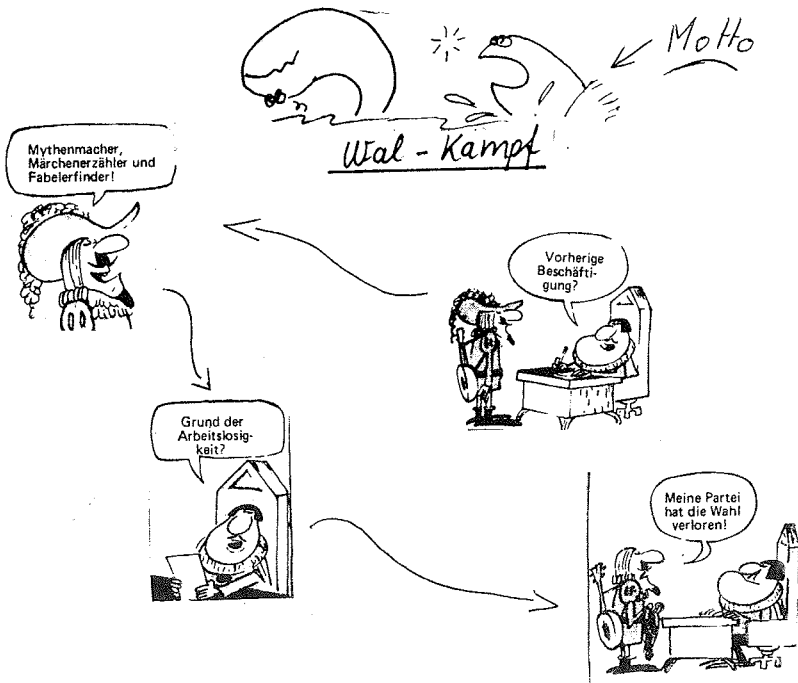 Motto
Wal - Kampf
Vorherige
Beschäfti-
gung?
Mythenmacher,
Märchenerzähler und
Fabelerfinder!
Grund der
Arbeitslosig-
keit?
Meine Partei
hat die Wahl
verloren!